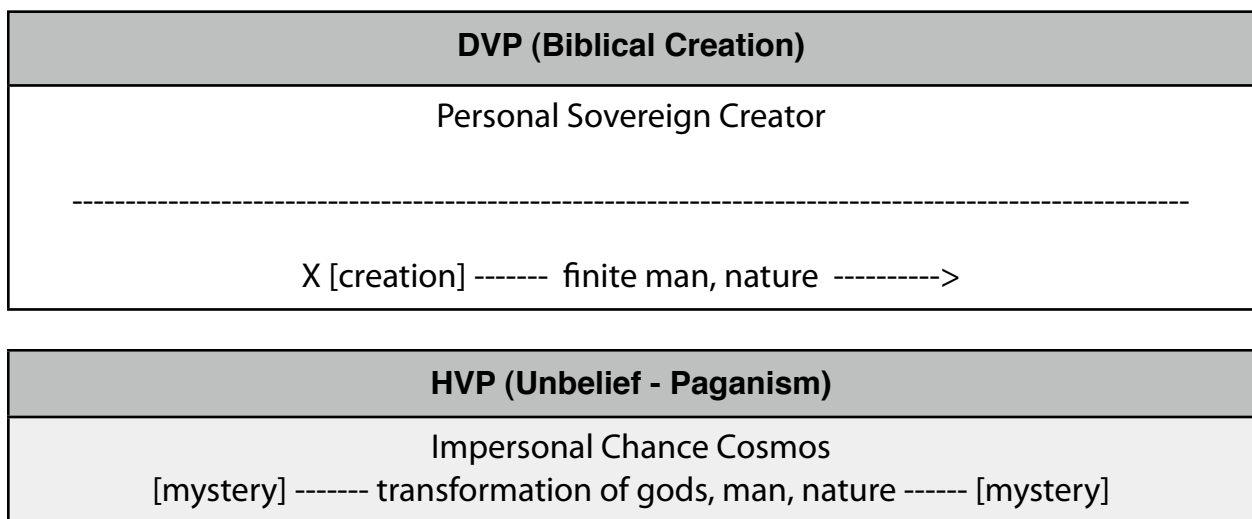 DVP (Biblical Creation)
Personal Sovereign Creator
---------------------------------------------------------------------------------------------------------
X [creation] ------- finite man, nature ---------->
HVP (Unbelief - Paganism)
Impersonal Chance Cosmos
[mystery] ------- transformation of gods, man, nature ------ [mystery]